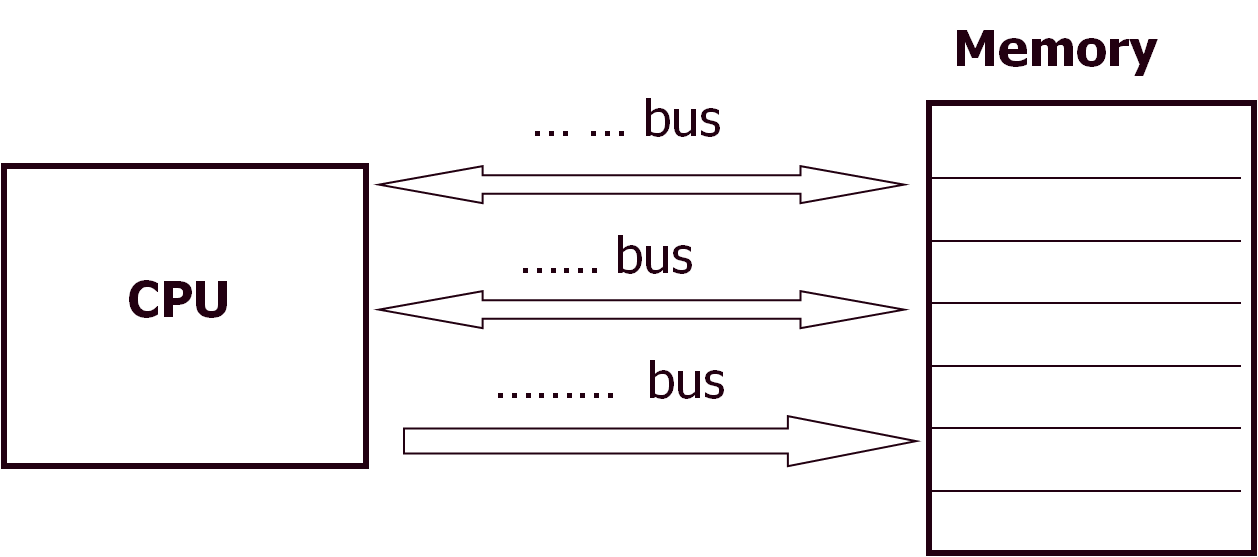 Memory
... ... bus
...... bus
CPU
......... bus